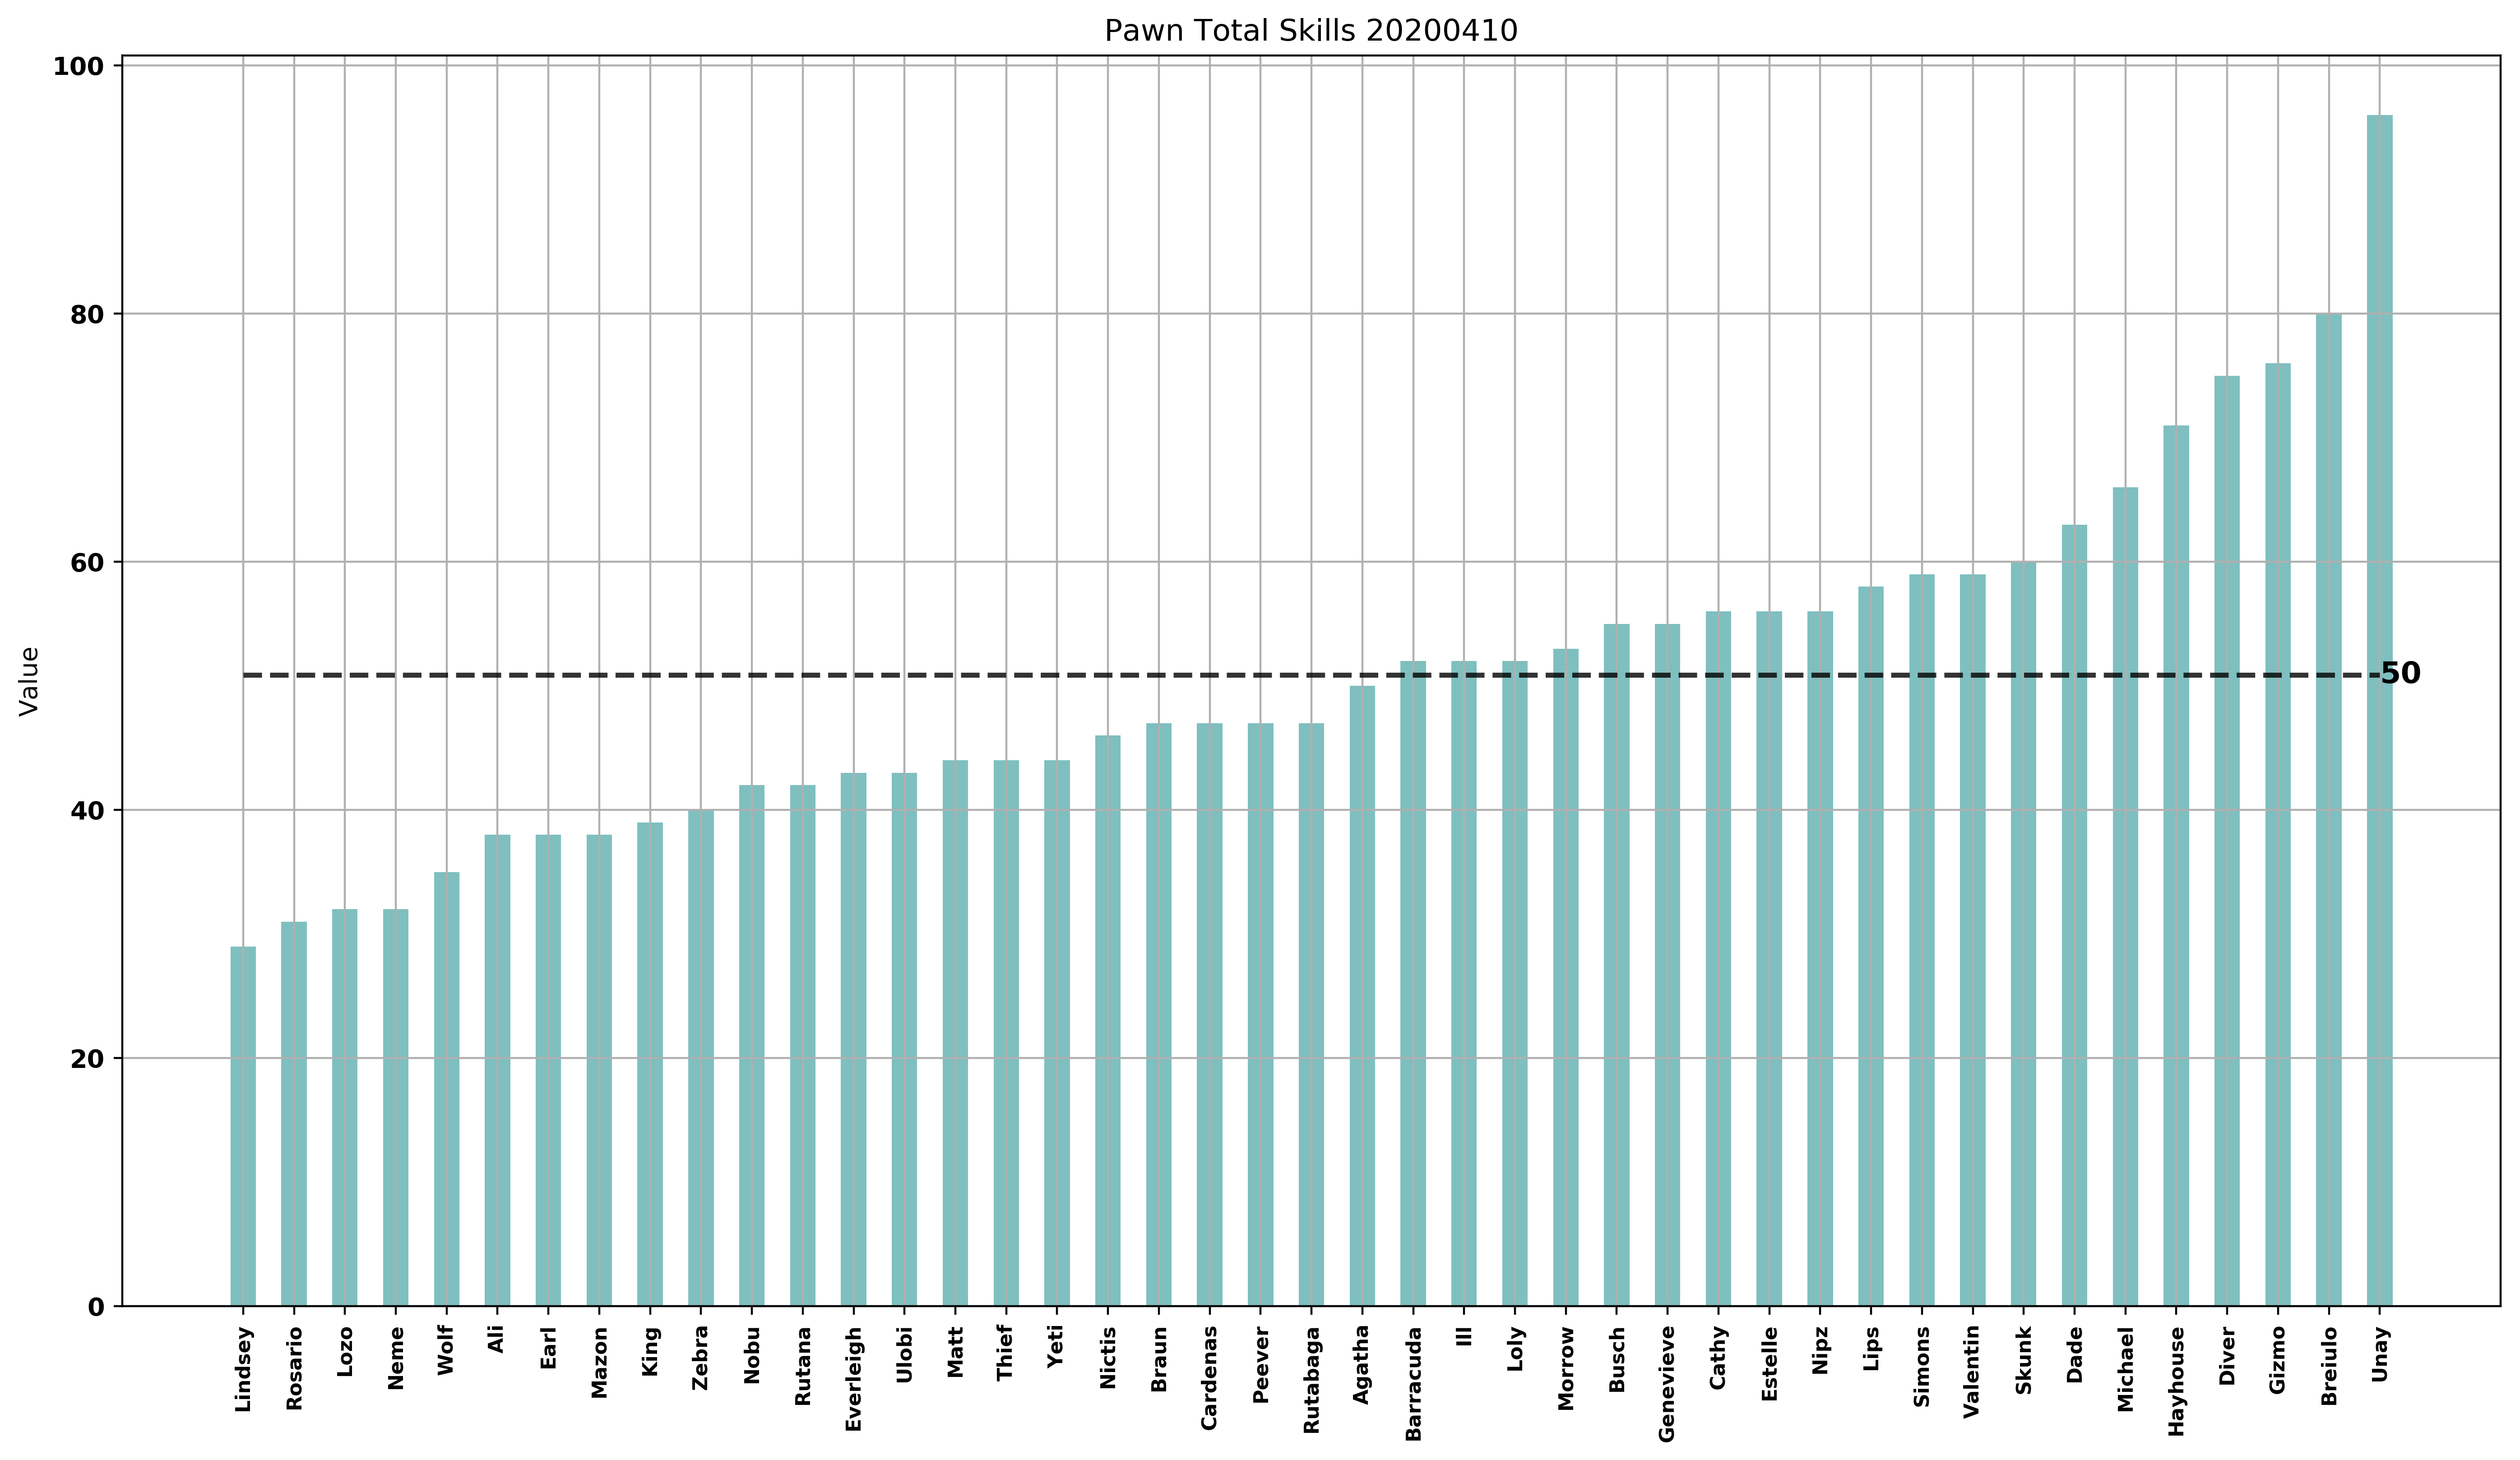 Pawn Total Skills 20200410
100
80
60
40
20
0
Value
50
Lindsey
Rosario
Lozo
Neme
Wolf
Ali
Earl
Mazon
King
Zebra
Nobu
Rutana
Everleigh
Ulobi
Matt
Thief
Yeti
Nictis
Braun
Cardenas
Peever
Rutabaga
Agatha
Barracuda
Ill
Loly
Morrow
Busch
Genevieve
Cathy
Estelle
Nipz
Lips
Simons
Valentin
Skunk
Dade
Michael
Hayhouse
Diver
Gizmo
Breiulo
Unay